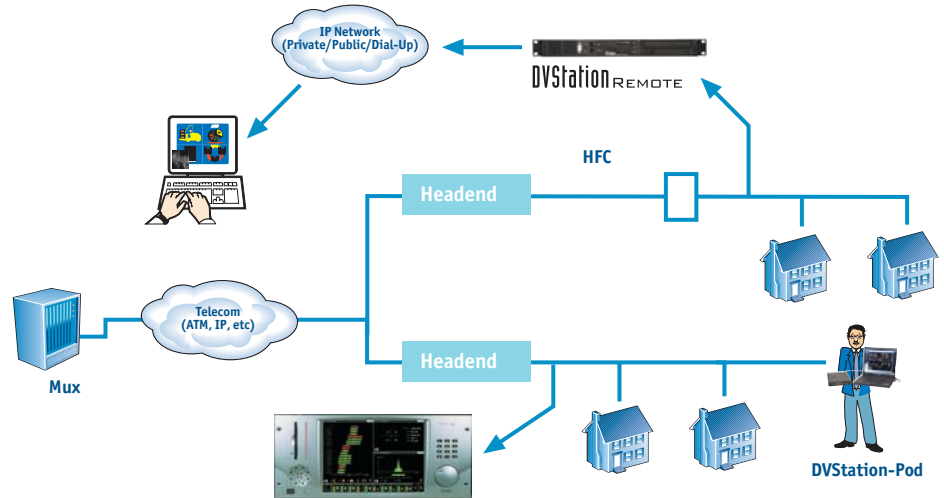 IP Network
(Private/Public/Dial-Up)
DVStation REMOTE
HFC
Headend
Telecom
(ATM, IP, etc)
Mux
Headend
DVStation-Pod